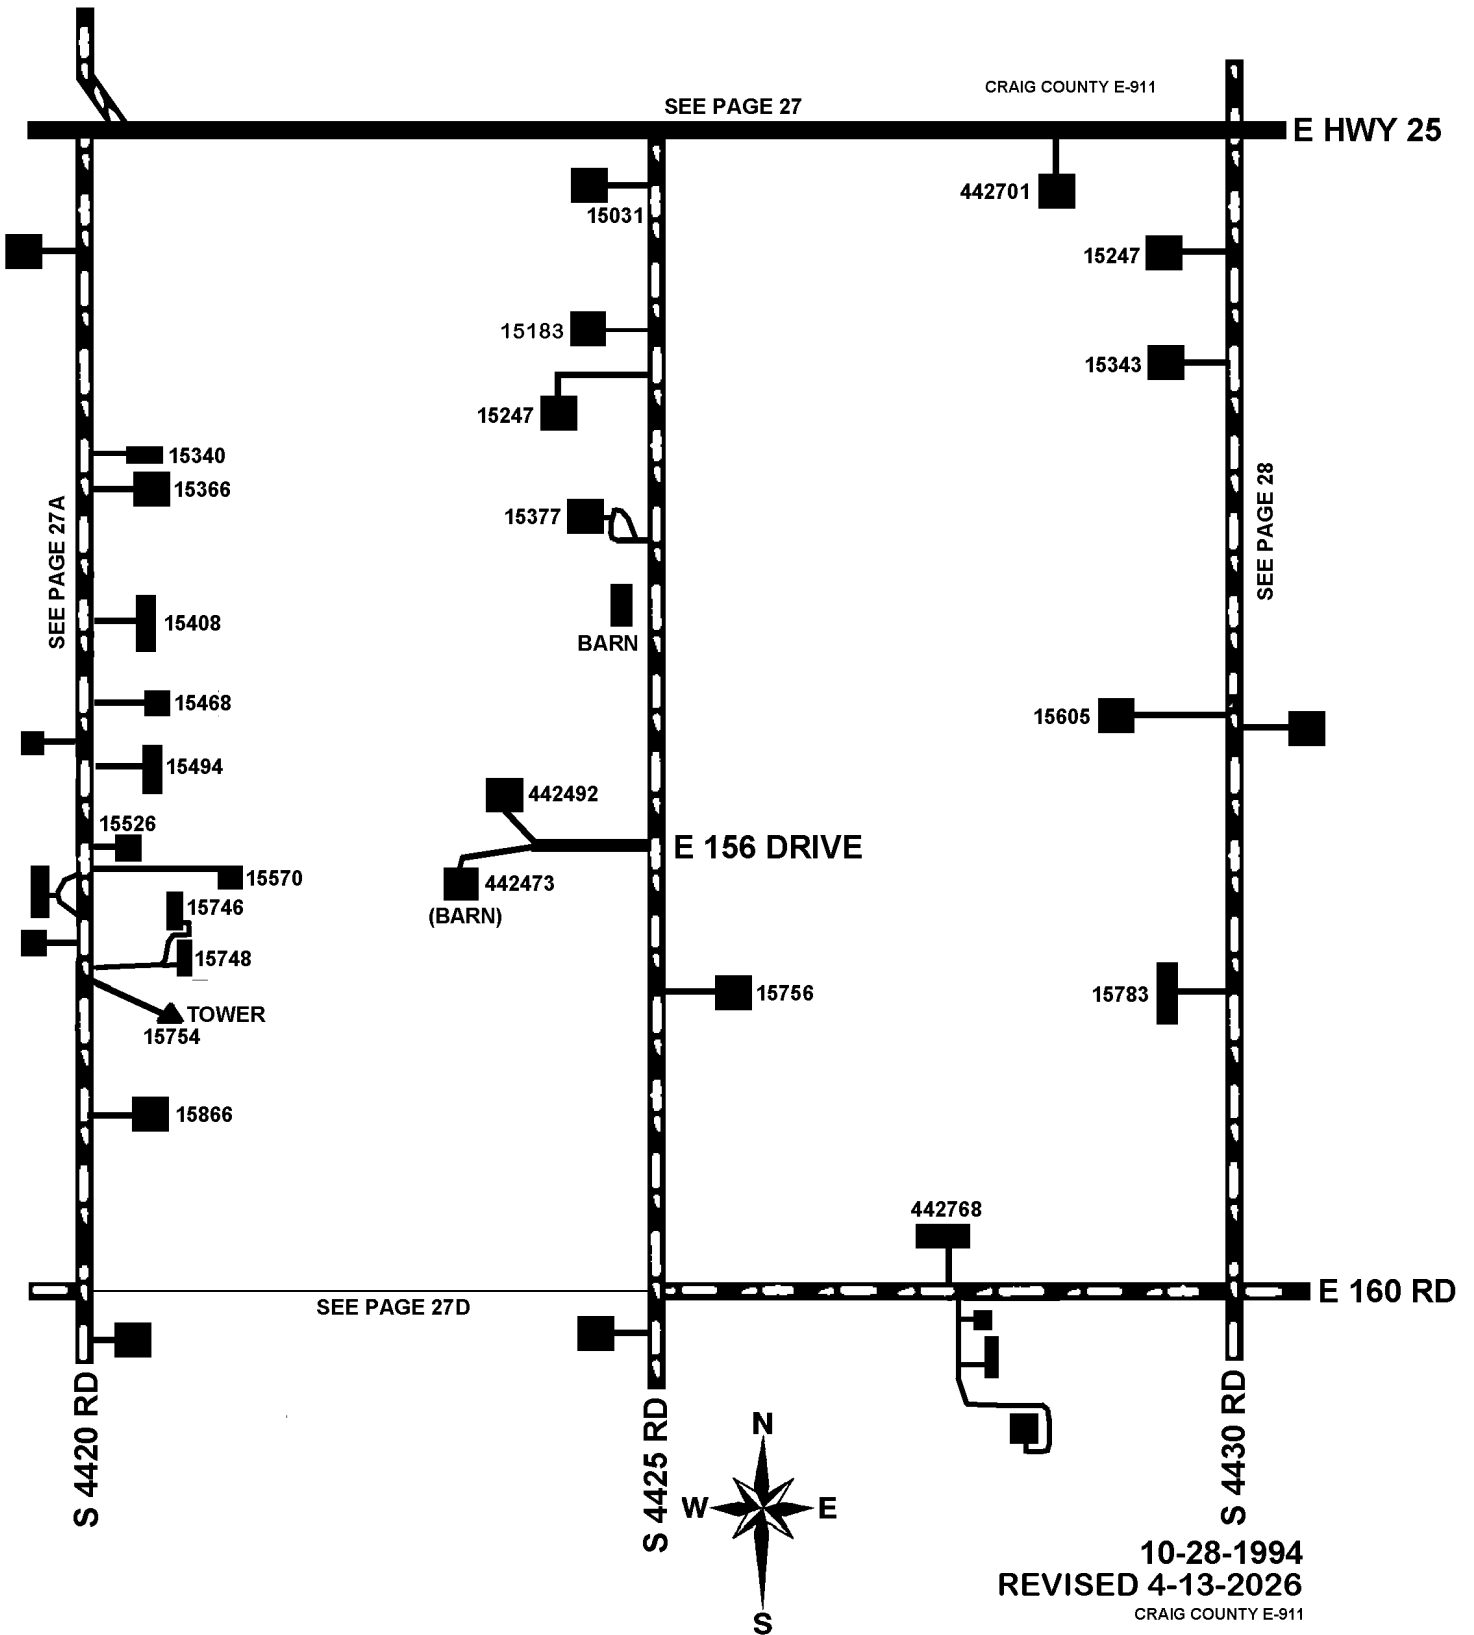 CRAIG COUNTY E-911
SEE PAGE 27
E HWY 25
442701
15031
15247
15183
15343
15247
15340
15366
15377
SEE PAGE 27A
SEE PAGE 28
15408
BARN
15468
15605
15494
442492
15526
E 156 DRIVE
15570
442473
15746
(BARN)
15748
15756
15783
TOWER
15754
15866
442768
E 160 RD
SEE PAGE 27D
S 4420 RD
S 4425 RD
S 4430 RD
N
W
E
S
10-28-1994
REVISED 4-13-2026
CRAIG COUNTY E-911